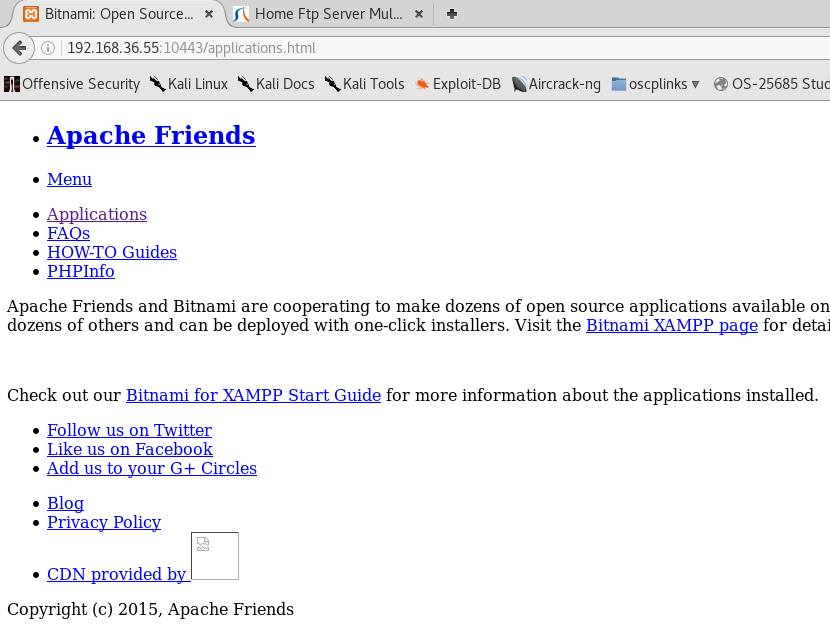 Bitnami: Open Source... × Home Ftp Server Mul... ×
192.168.36.55:10443/applications.html
Offensive Security Kali Linux Kali Docs Kali Tools Exploit-DB Aircrack-ng oscplinks OS-25685 Stud
Apache Friends
Menu
Applications
FAQs
HOW-TO Guides
PHPInfo
Apache Friends and Bitnami are cooperating to make dozens of open source applications available on
dozens of others and can be deployed with one-click installers. Visit the Bitnami XAMPP page for detai
Check out our Bitnami for XAMPP Start Guide for more information about the applications installed.
Follow us on Twitter
Like us on Facebook
Add us to your G+ Circles
Blog
Privacy Policy
CDN provided by
Copyright (c) 2015, Apache Friends